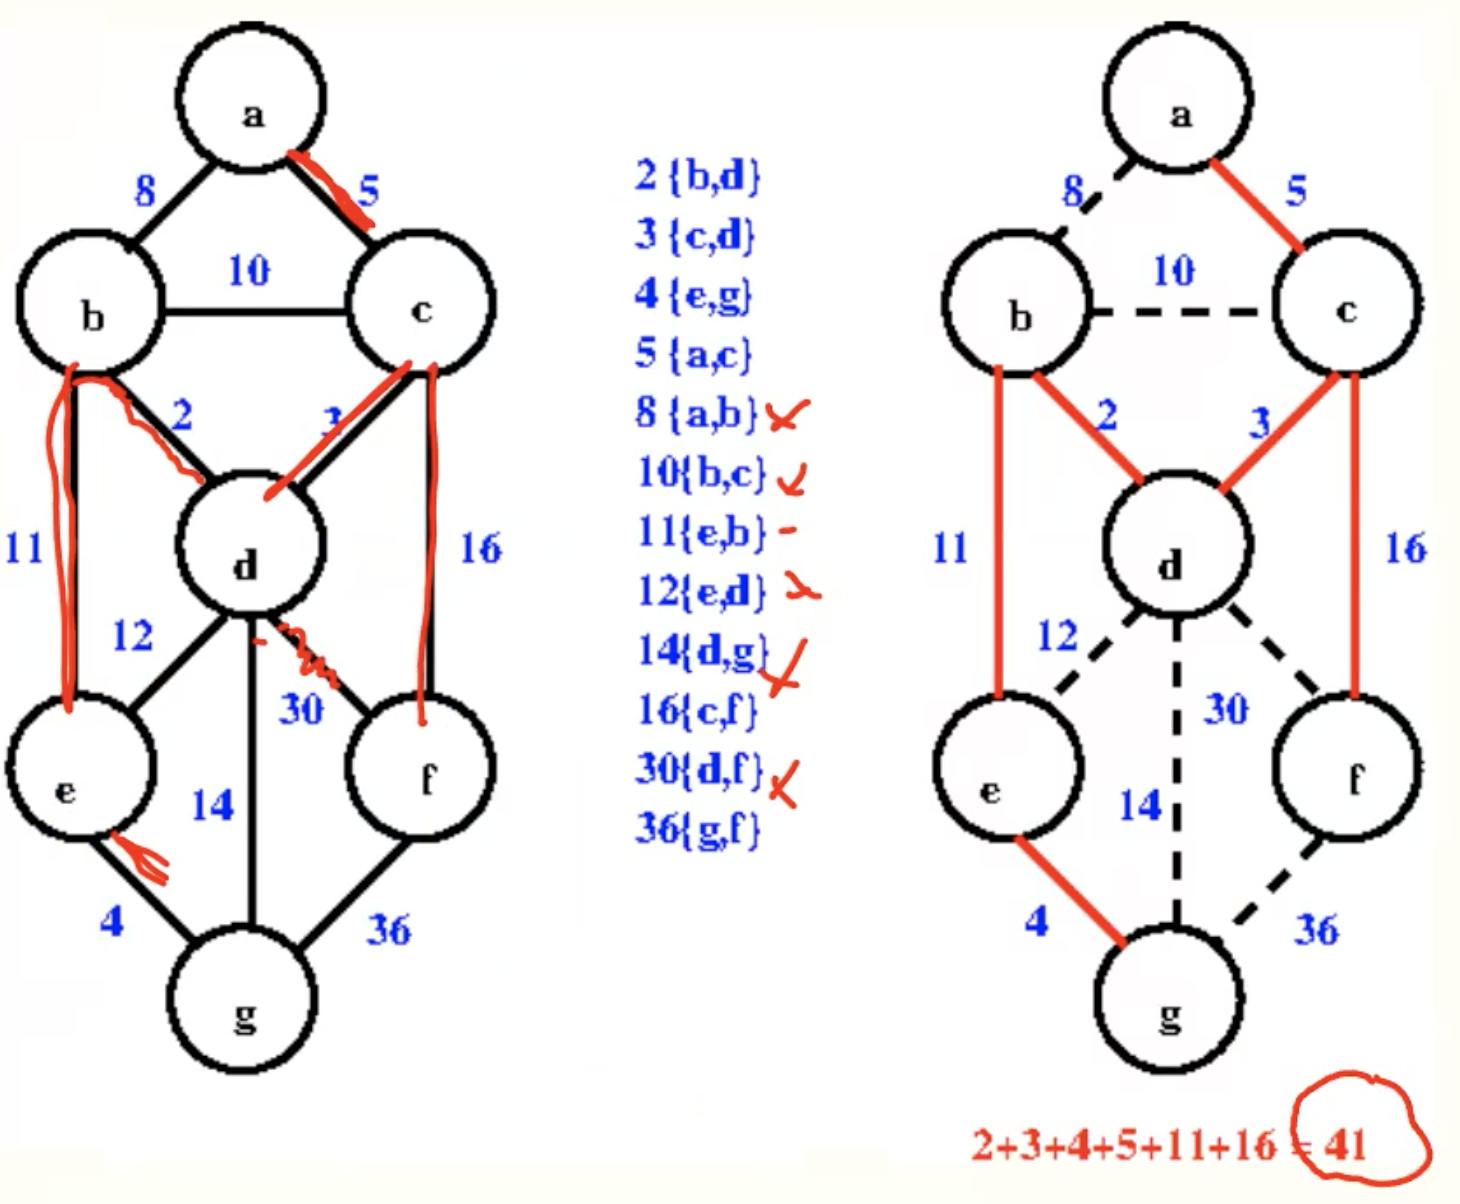 a
8
5
10
b
c
2
3
11
16
d
12
30
e
14
f
4
36
g
2 {b,d}
3 {c,d}
4 {e,g}
5 {a,c}
8 {a,b}
10{b,c}
11{e,b}
12{e,d}
14{d,g}
16{c,f}
30{d,f}
36{g,f}
a
8
5
10
b
c
2
3
11
16
d
12
30
e
14
f
4
36
g
2+3+4+5+11+16 = 41